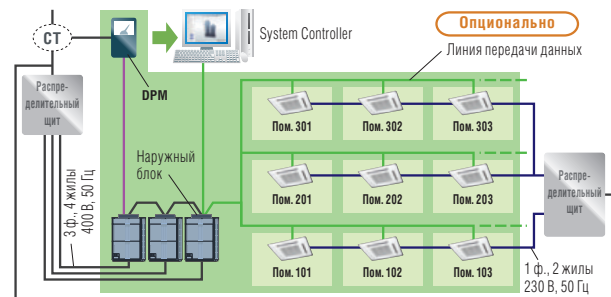 Опционально
CT
System Controller
Линия передачи данных
DPM
Распре-
делительный
щит
Пом. 301
Пом. 302
Пом. 303
Наружный
блок
3 ф., 4 жилы
400 В, 50 Гц
Пом. 201
Пом. 202
Пом. 203
Распре-
делительный
щит
Пом. 101
Пом. 102
Пом. 103
1 ф., 2 жилы
230 В, 50 Гц